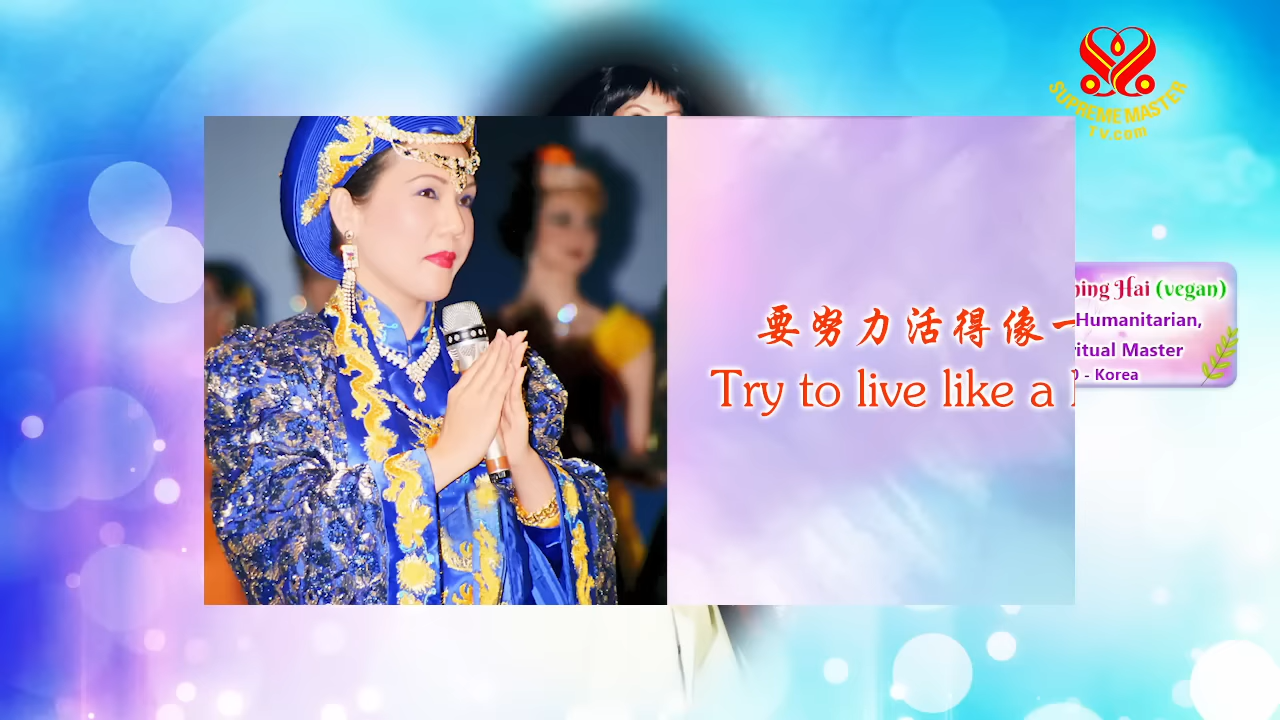 SUPREME MASTER
TV.com
Hai (vegan)
Humanitarian,
Master
- Korea
要努力活得像一
Try to live like a